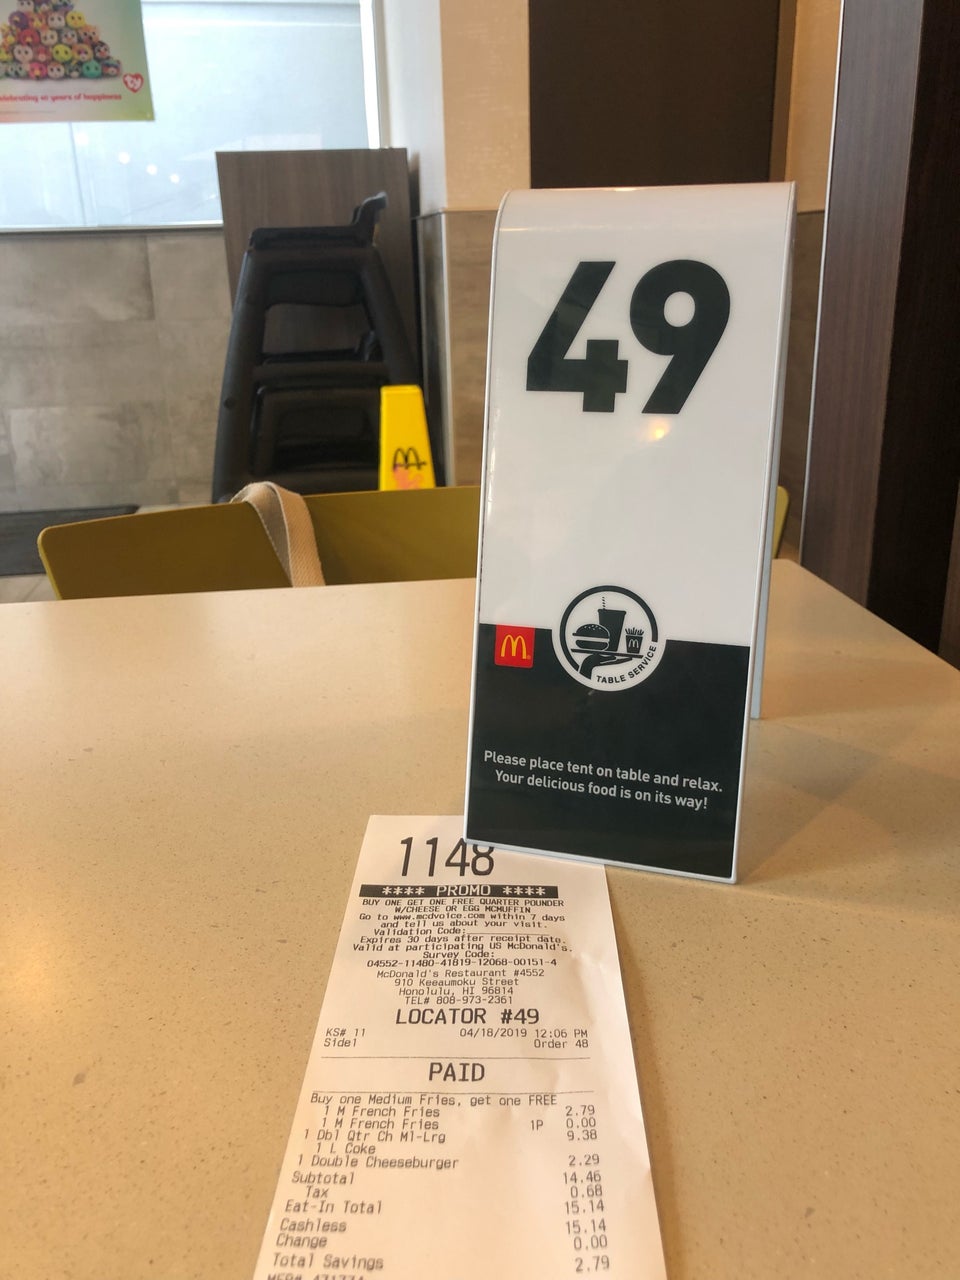 celebrating 40 years of happiness
ty
49
M
M
TABLE SERVICE
Please place tent on table and relax.
Your delicious food is on its way!
1148
**** PROMO ****
BUY ONE GET ONE FREE QUARTER POUNDER
W/CHEESE OR EGG MCMUFFIN
Go to www.mcdvoice.com within 7 days
and tell us about your visit.
Validation Code:
Expires 30 days after receipt date.
Valid at participating US McDonald's.
Survey Code:
04552-11480-41819-12068-00151-4
McDonald's Restaurant #4552
910 Keeaumoku Street
Honolulu, HI 96814
TEL# 808-973-2361
LOCATOR #49
KS# 11 04/18/2019 12:06 PM
Side1 Order 48
PAID
Buy one Medium Fries, get one FREE
1 M French Fries 2.79
1 M French Fries 1P 0.00
1 Dbl Qtr Ch Ml-Lrg 9.38
1 L Coke
1 Double Cheeseburger 2.29
Subtotal 14.46
Tax 0.68
Eat-In Total 15.14
Cashless 15.14
Change 0.00
Total Savings 2.79